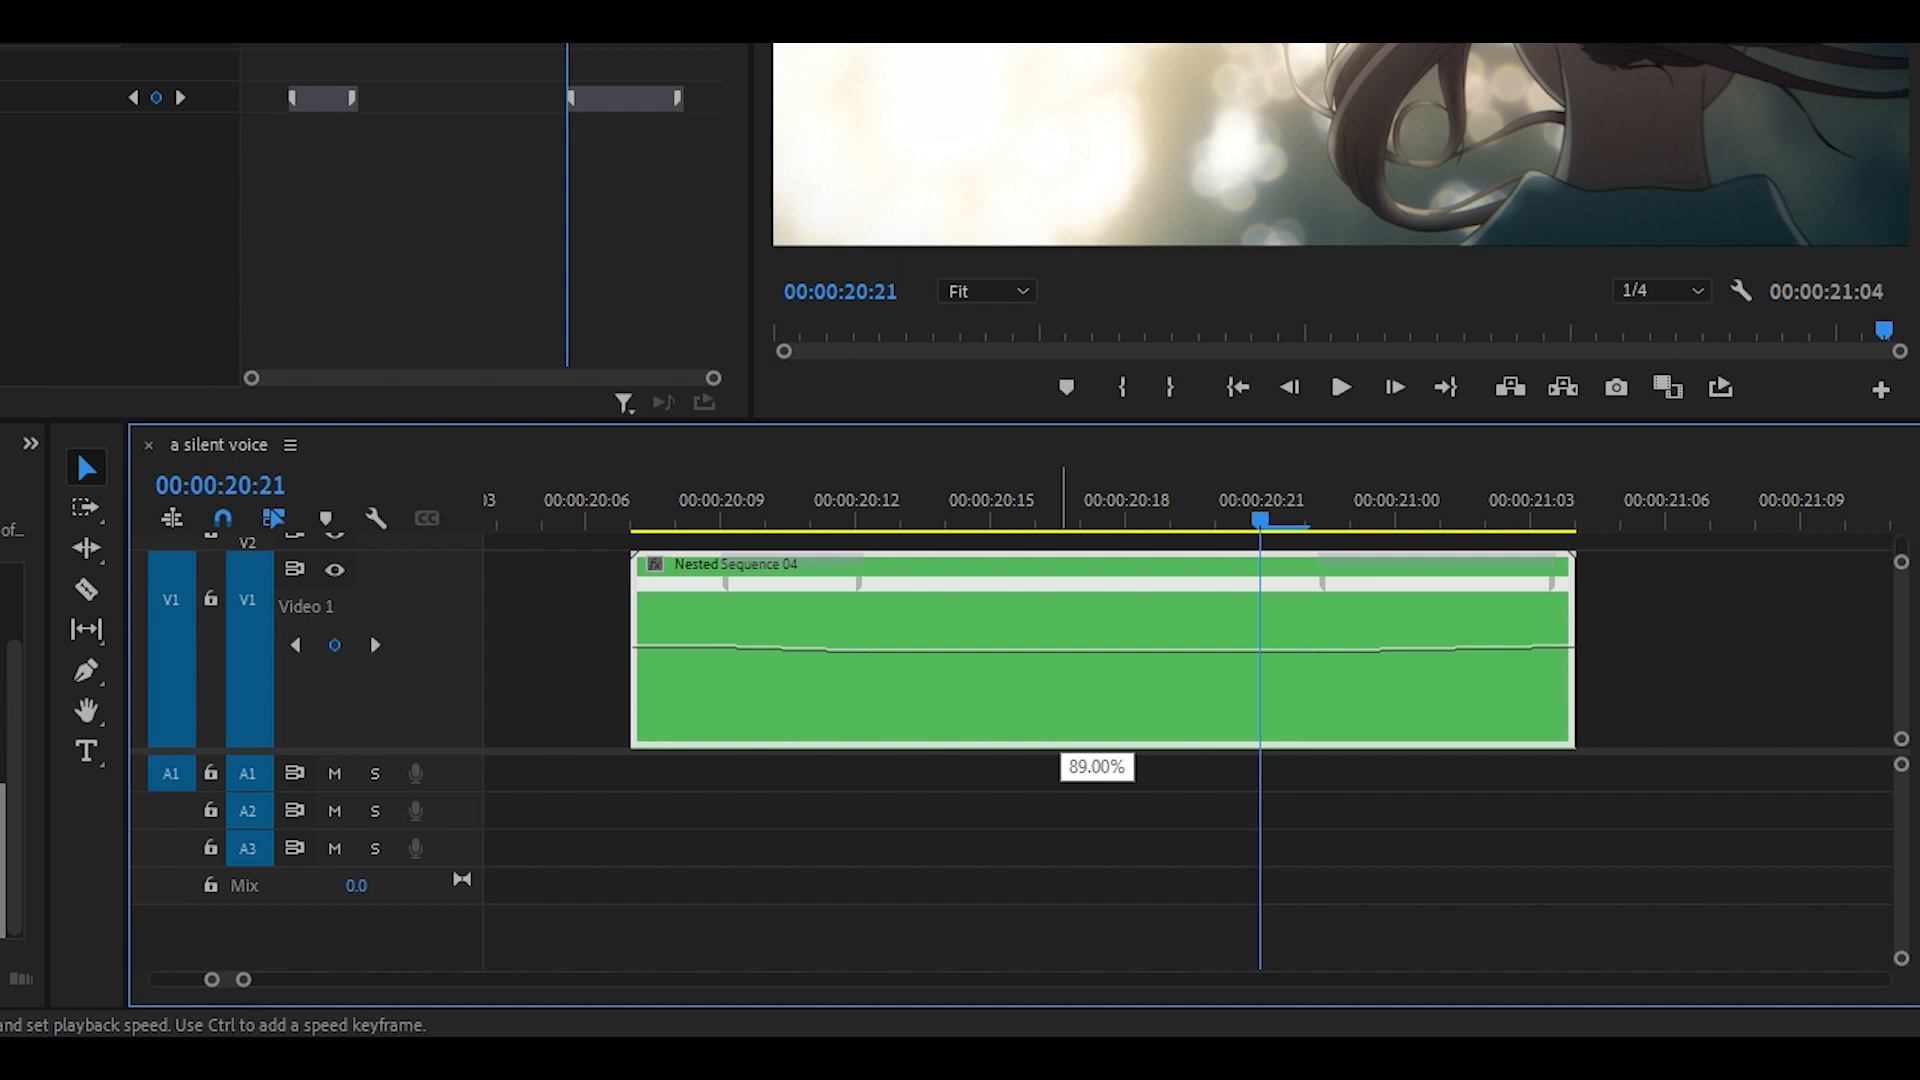 00:00:20:21
Fit
1/4
00:00:21:04
× a silent voice
of...
00:00:20:21
00:00:20:06
00:00:20:09
00:00:20:12
00:00:20:15
00:00:20:18
00:00:20:21
00:00:21:00
00:00:21:03
00:00:21:06
00:00:21:09
CC
V2
fx Nested Sequence 04
V1
V1
Video 1
89.00%
A1
A1
M
S
A2
M
S
A3
M
S
Mix
0.0
and set playback speed. Use Ctrl to add a speed keyframe.